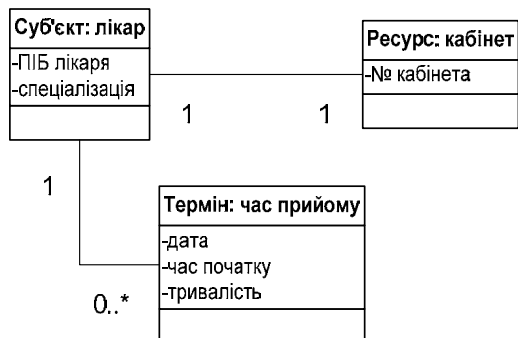 Суб'єкт: лікар
-ПІБ лікаря
-спеціалізація
Ресурс: кабінет
-№ кабінета
1
1
1
Термін: час прийому
-дата
-час початку
-тривалість
0..*